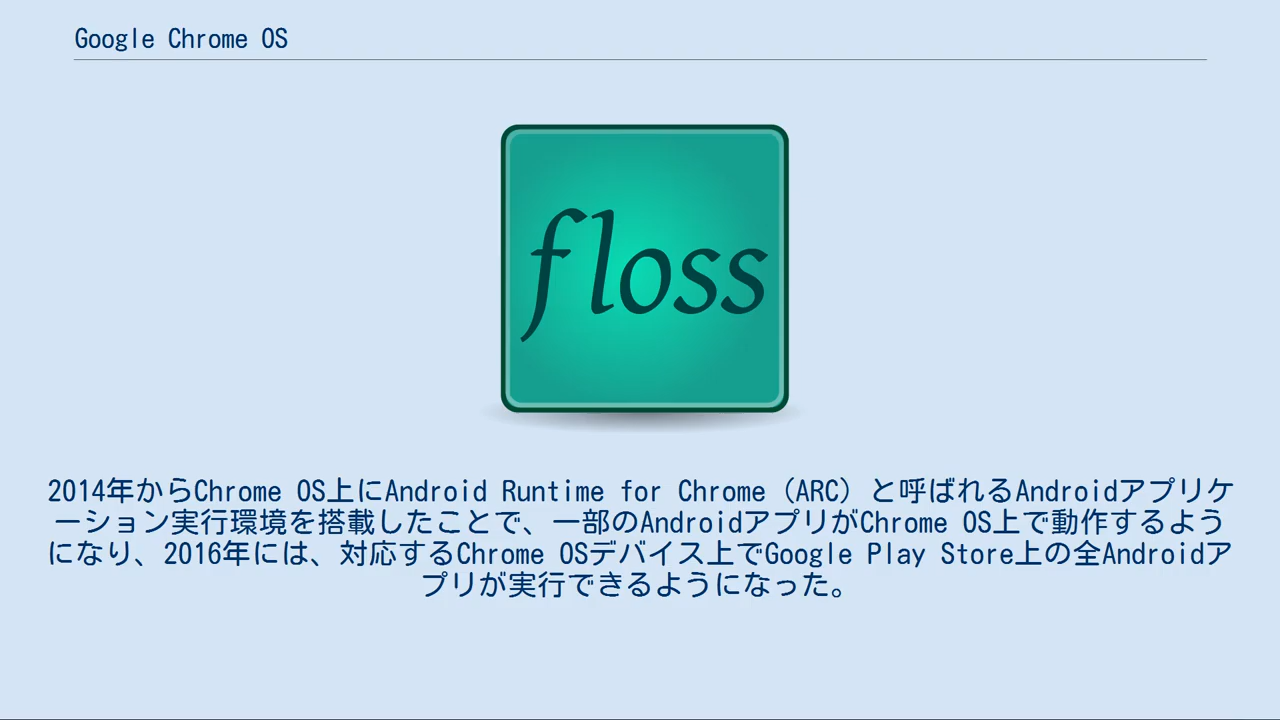 Google Chrome OS
floss
2014年からChrome OS上にAndroid Runtime for Chrome（ARC）と呼ばれるAndroidアプリケ
ーション実行環境を搭載したことで、一部のAndroidアプリがChrome OS上で動作するよう
になり、2016年には、対応するChrome OSデバイス上でGoogle Play Store上の全Androidア
プリが実行できるようになった。